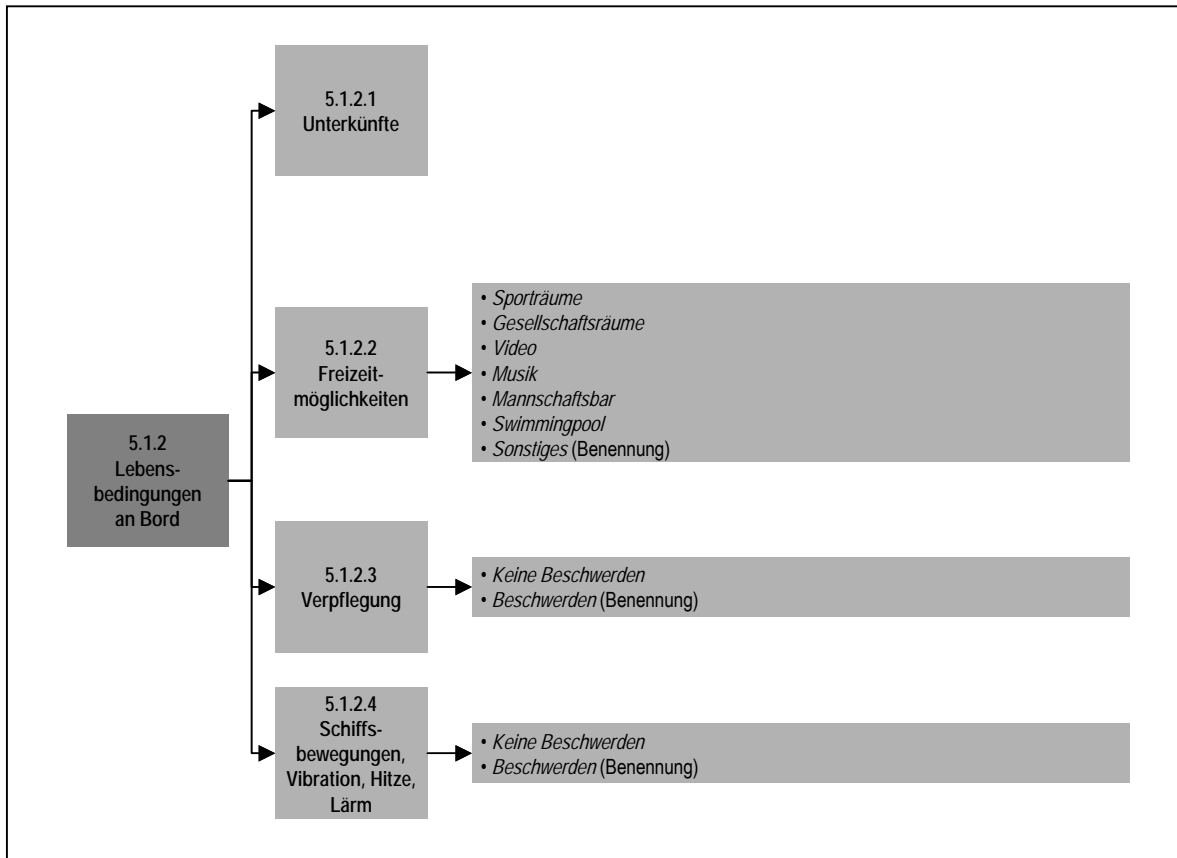 5.1.2
Lebens-
bedingungen
an Bord
5.1.2.1
Unterkünfte
5.1.2.2
Freizeit-
möglichkeiten
• Sporträume
• Gesellschaftsräume
• Video
• Musik
• Mannschaftsbar
• Swimmingpool
• Sonstiges (Benennung)
5.1.2.3
Verpflegung
• Keine Beschwerden
• Beschwerden (Benennung)
5.1.2.4
Schiffs-
bewegungen,
Vibration, Hitze,
Lärm
• Keine Beschwerden
• Beschwerden (Benennung)